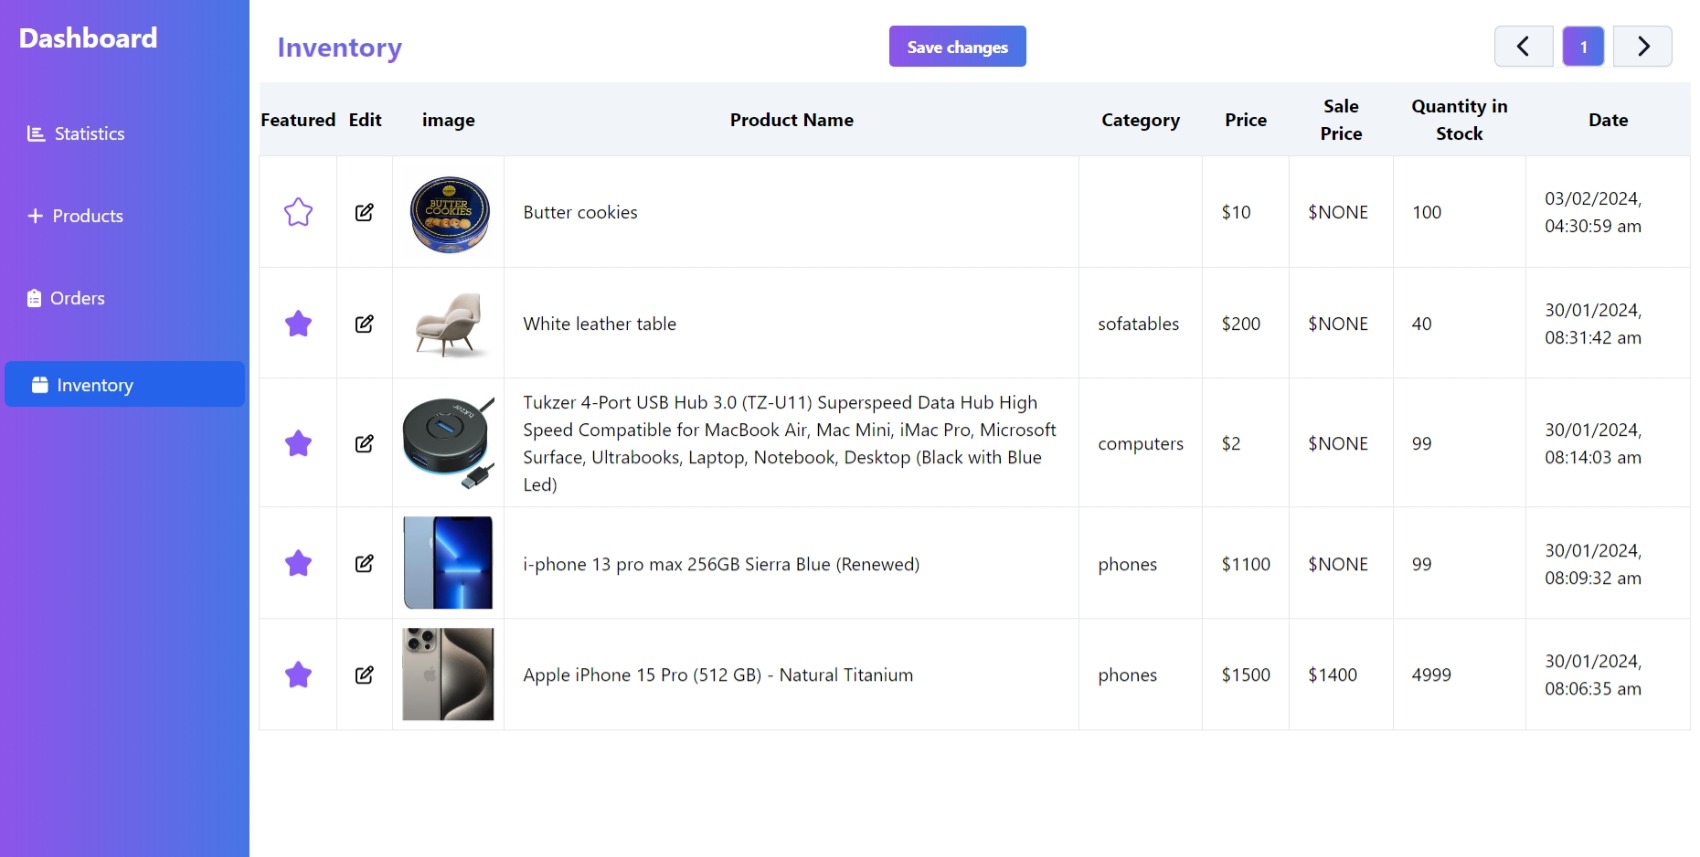 Dashboard
Statistics
Products
Orders
Inventory
Inventory
Save changes
1
Featured Edit image Product Name Category Price Sale Price Quantity in Stock Date
BUTTER
COOKIES
Butter cookies $10 $NONE 100 03/02/2024,
04:30:59 am
White leather table sofatables $200 $NONE 40 30/01/2024,
08:31:42 am
tukzer
Tukzer 4-Port USB Hub 3.0 (TZ-U11) Superspeed Data Hub High
Speed Compatible for MacBook Air, Mac Mini, iMac Pro, Microsoft
Surface, Ultrabooks, Laptop, Notebook, Desktop (Black with Blue
Led)
computers $2 $NONE 99 30/01/2024,
08:14:03 am
i-phone 13 pro max 256GB Sierra Blue (Renewed) phones $1100 $NONE 99 30/01/2024,
08:09:32 am
Apple iPhone 15 Pro (512 GB) - Natural Titanium phones $1500 $1400 4999 30/01/2024,
08:06:35 am